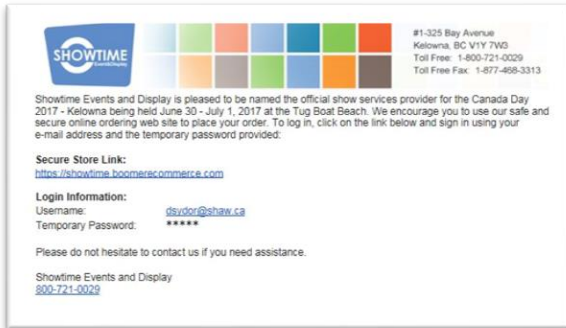 SHOWTIME
Event&Display
#1-325 Bay Avenue
Kelowna, BC V1Y 7W3
Toll Free: 1-800-721-0029
Toll Free Fax: 1-877-468-3313
Showtime Events and Display is pleased to be named the official show services provider for the Canada Day
2017 - Kelowna being held June 30 - July 1, 2017 at the Tug Boat Beach. We encourage you to use our safe and
secure online ordering web site to place your order. To log in, click on the link below and sign in using your
e-mail address and the temporary password provided:
Secure Store Link:
https://showtime.boomerecommerce.com
Login Information:
Username: dsydor@shaw.ca
Temporary Password: *****
Please do not hesitate to contact us if you need assistance.
Showtime Events and Display
800-721-0029